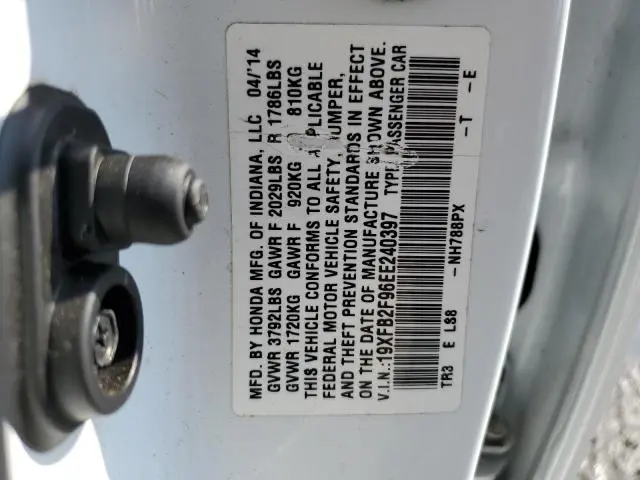 MFD. BY HONDA MFG. OF INDIANA, LLC 04/'14
GVWR 3792LBS GAWR F 2029LBS R 1786LBS
GVWR 1720KG GAWR F 920KG 810KG
THIS VEHICLE CONFORMS TO ALL APPLICABLE
FEDERAL MOTOR VEHICLE SAFETY, BUMPER,
AND THEFT PREVENTION STANDARDS IN EFFECT
ON THE DATE OF MANUFACTURE SHOWN ABOVE.
V.I.N.:19XFB2F96EE240397 TYPE:PASSENGER CAR
TR3 E L88 -NH788PX -T -E